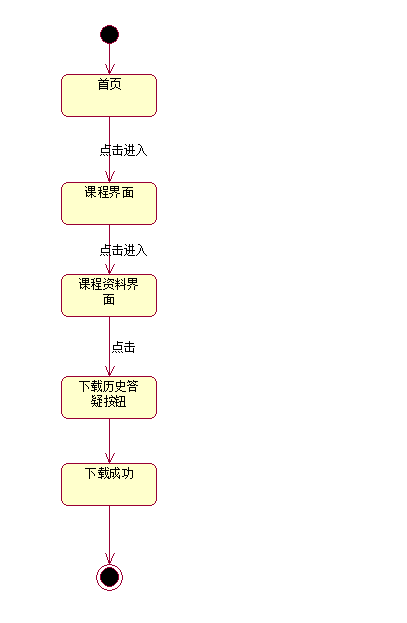 首页
点击进入
课程界面
点击进入
课程资料界
面
点击
下载历史答
疑按钮
下载成功